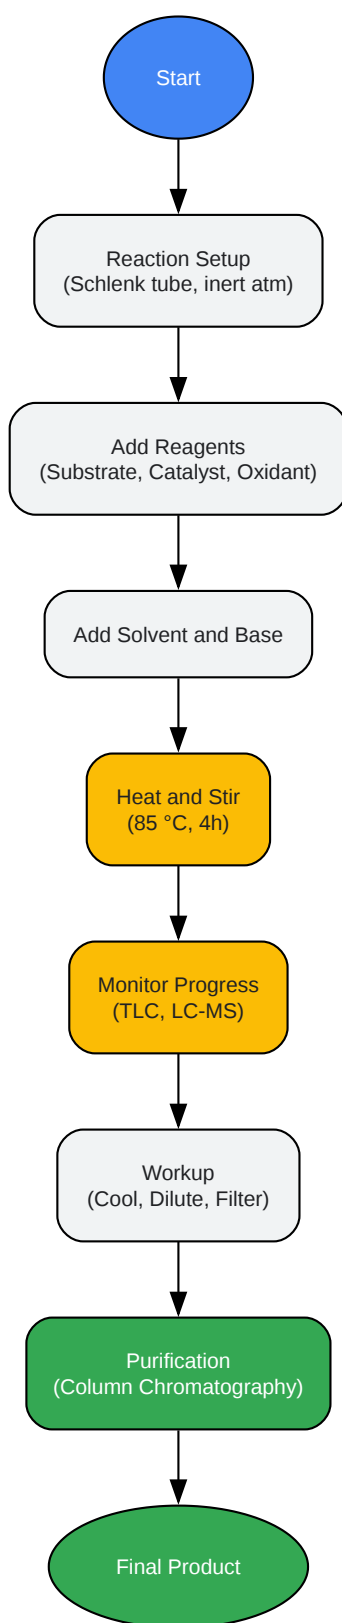 Start
Reaction Setup
(Schlenk tube, inert atm)
Add Reagents
(Substrate, Catalyst, Oxidant)
Add Solvent and Base
Heat and Stir
(85 °C, 4h)
Monitor Progress
(TLC, LC-MS)
Workup
(Cool, Dilute, Filter)
Purification
(Column Chromatography)
Final Product